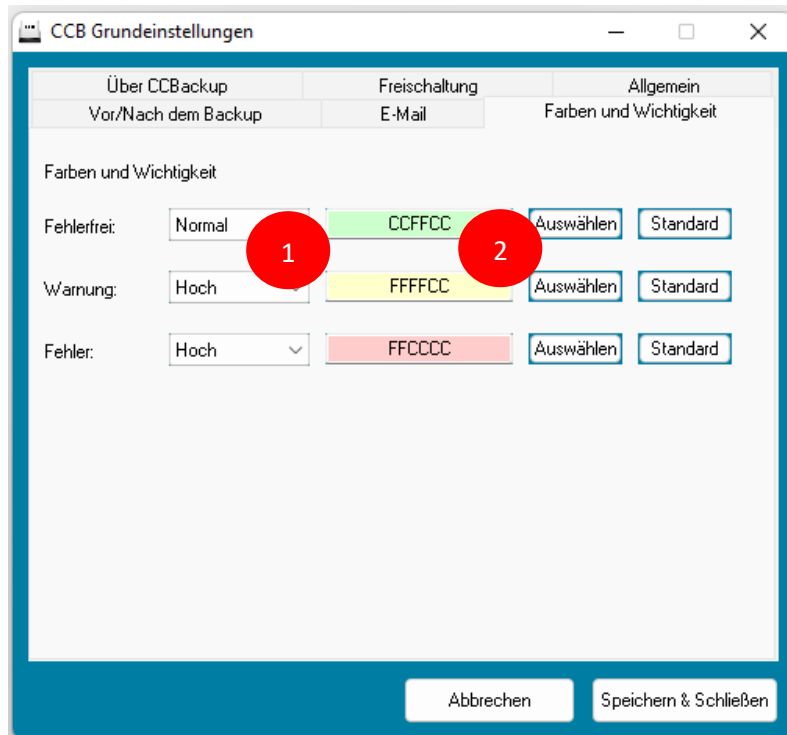 CCB Grundeinstellungen
Über CCBackup Freischaltung Allgemein
Vor/Nach dem Backup E-Mail Farben und Wichtigkeit
Farben und Wichtigkeit
Fehlerfrei: Normal 1 CCFFCC 2 Auswählen Standard
Warnung: Hoch FFFFCC Auswählen Standard
Fehler: Hoch FFCCCC Auswählen Standard
Abbrechen Speichern & Schließen